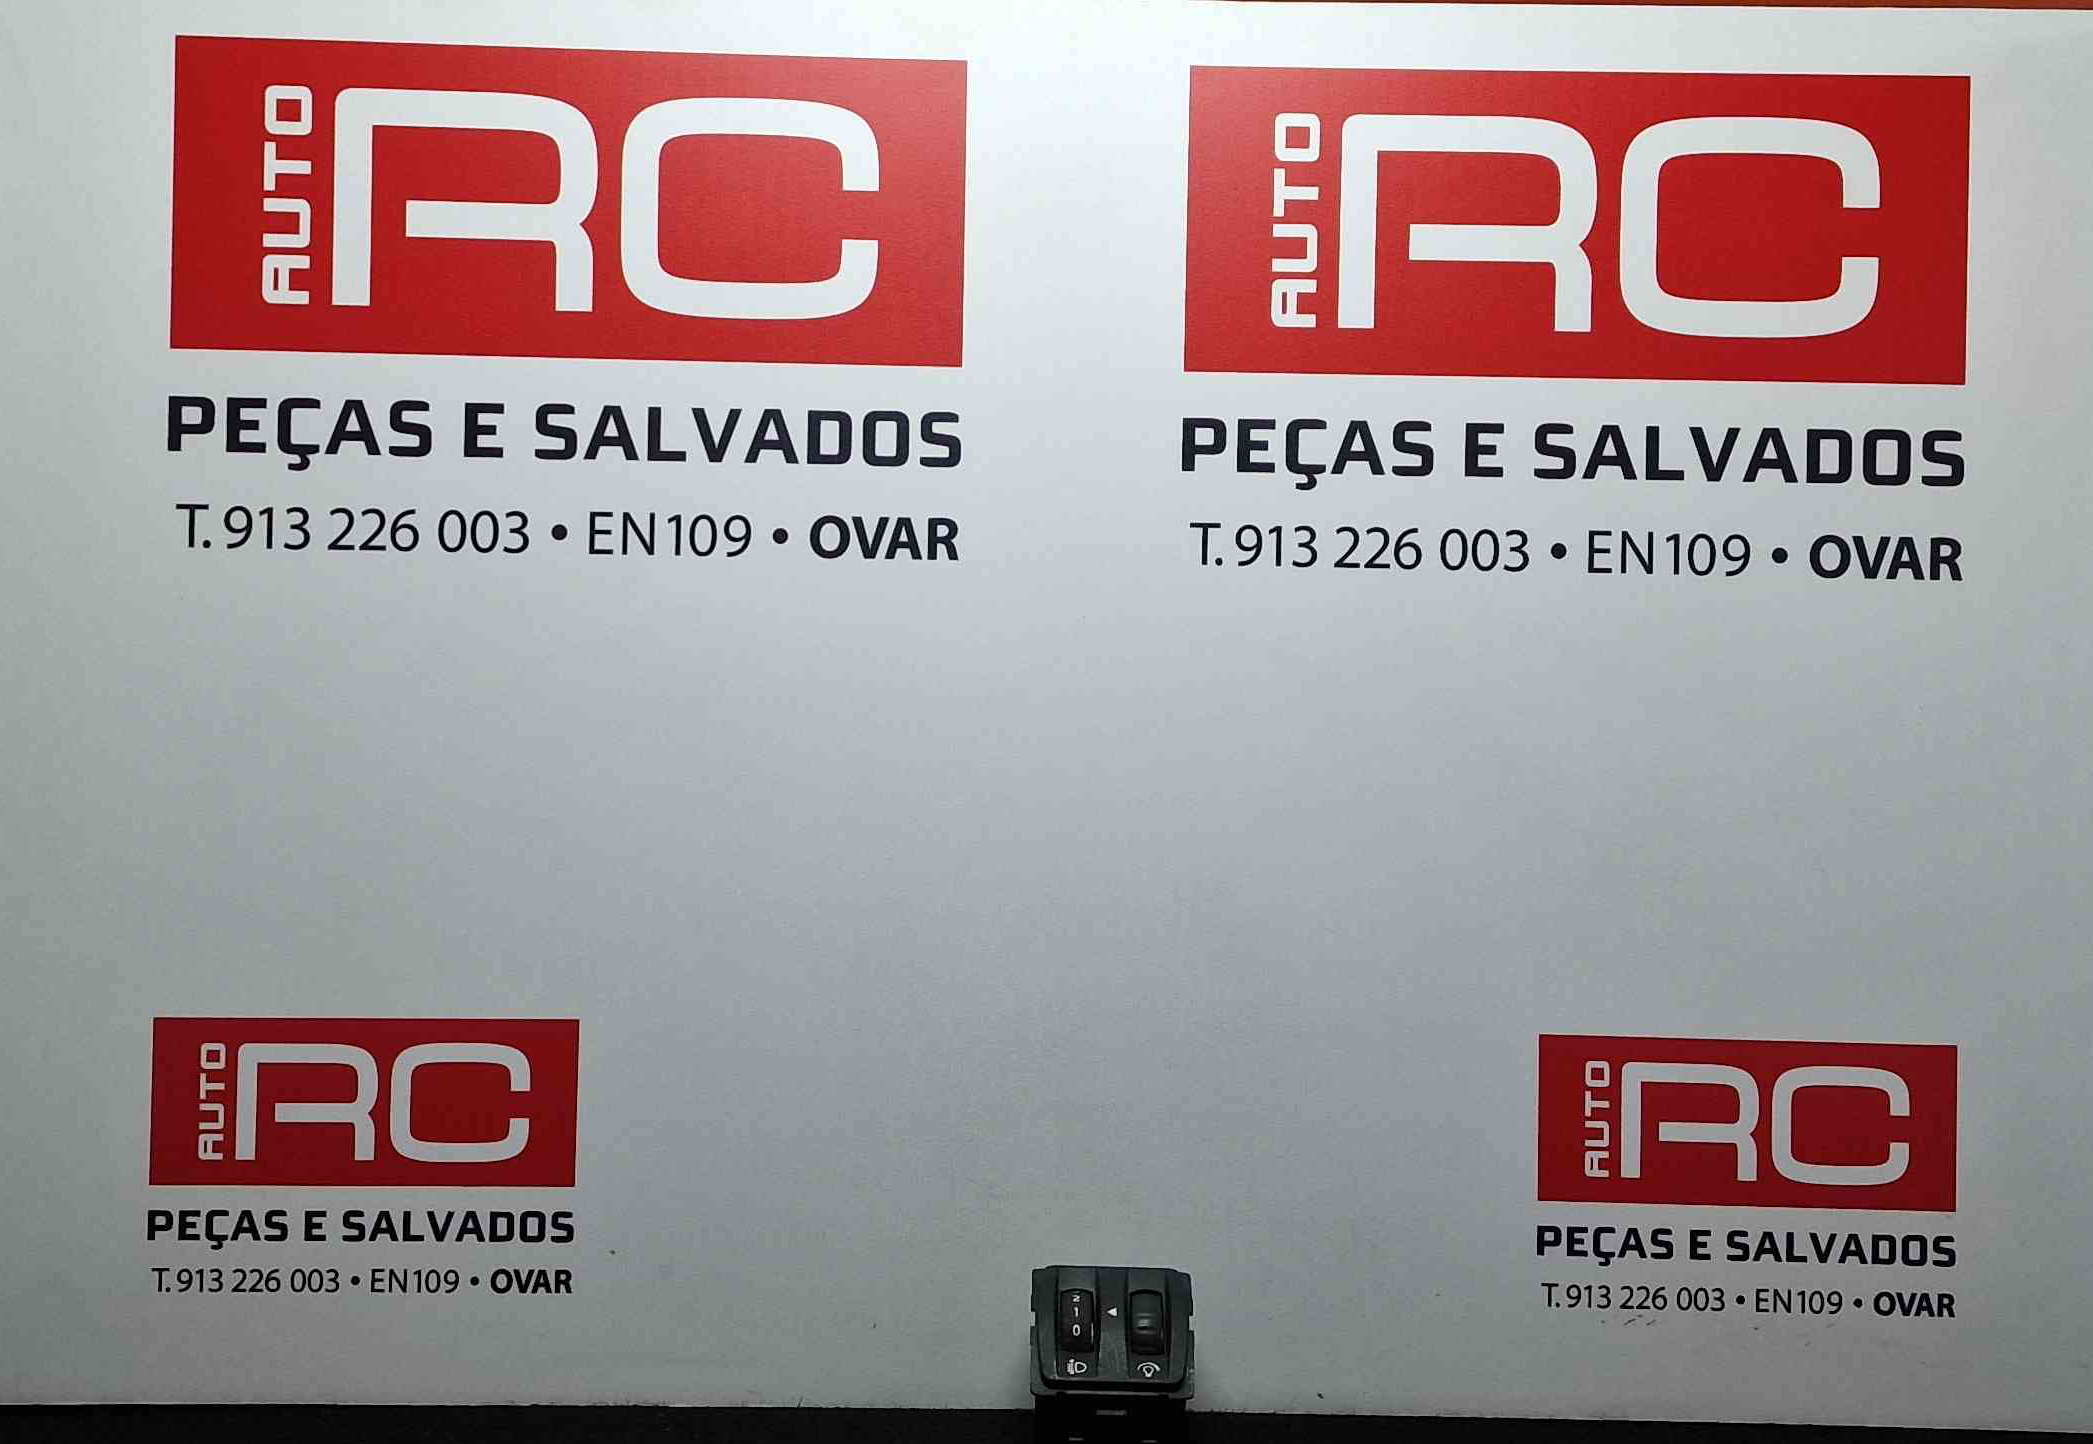 AUTO RC
PEÇAS E SALVADOS
T. 913 226 003 • EN109 • OVAR
AUTO RC
PEÇAS E SALVADOS
T. 913 226 003 • EN109 • OVAR
AUTO RC
PEÇAS E SALVADOS
T. 913 226 003 • EN109 • OVAR
AUTO RC
PEÇAS E SALVADOS
T. 913 226 003 • EN109 • OVAR
2
1
0